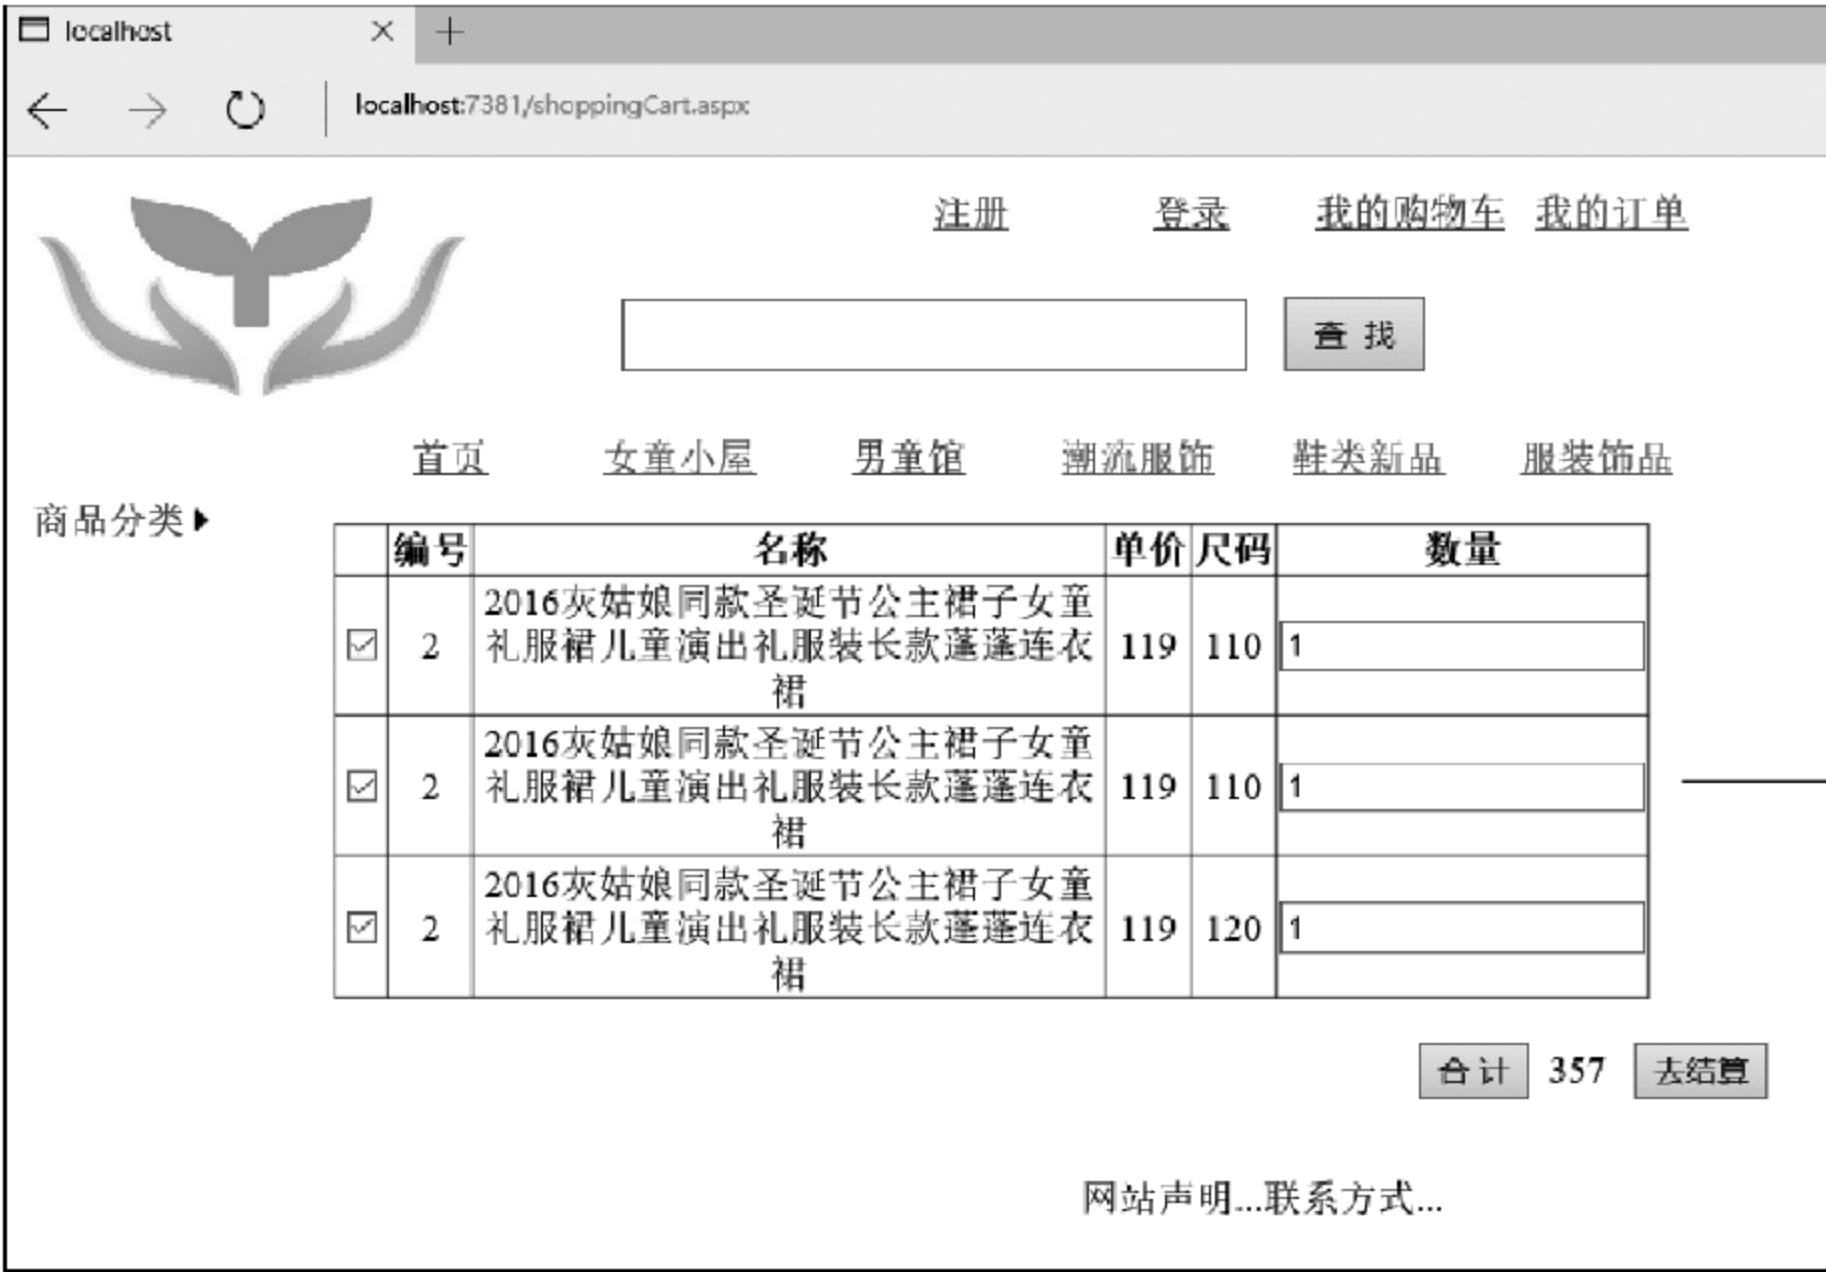 localhost
localhost:7381/shoppingCart.aspx
注册 登录 我的购物车 我的订单
查 找
首页 女童小屋 男童馆 潮流服饰 鞋类新品 服装饰品
商品分类
编号 名称 单价 尺码 数量
2016灰姑娘同款圣诞节公主裙子女童
2 礼服裙儿童演出礼服装长款蓬蓬连衣 119 110 1
裙
2016灰姑娘同款圣诞节公主裙子女童
2 礼服裙儿童演出礼服装长款蓬蓬连衣 119 110 1
裙
2016灰姑娘同款圣诞节公主裙子女童
2 礼服裙儿童演出礼服装长款蓬蓬连衣 119 120 1
裙
合计 357 去结算
网站声明...联系方式...